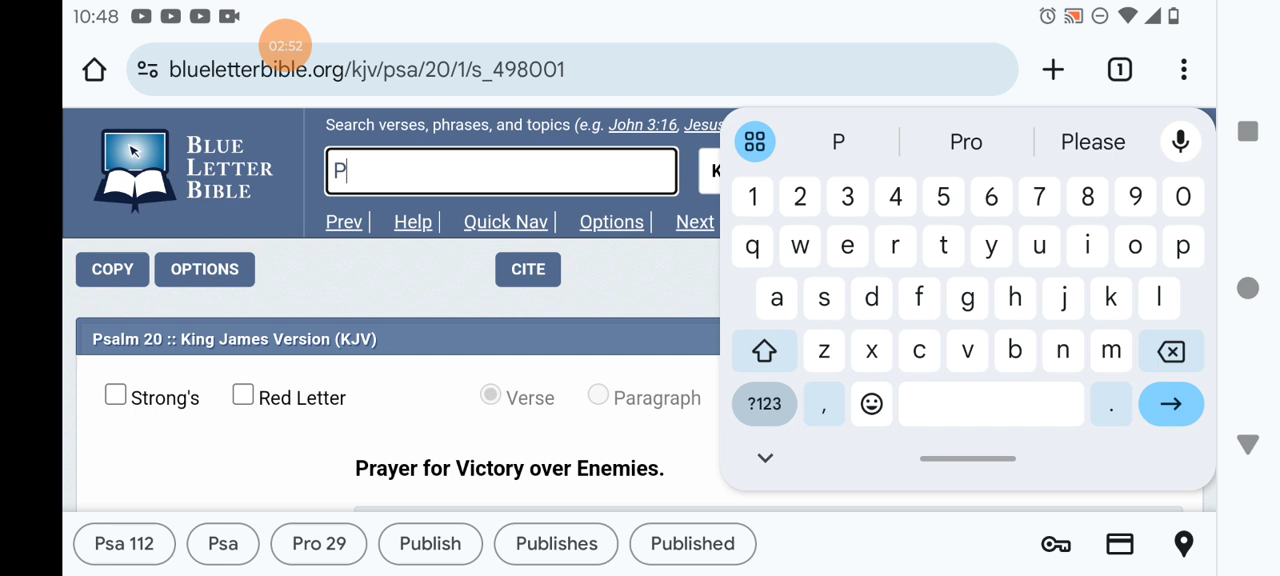 10:48
02:52
blueletterbible.org/kjv/psa/20/1/s_498001
1
BLUE
LETTER
BIBLE
Search verses, phrases, and topics (e.g. John 3:16, Jesus
P
K
Prev | Help | Quick Nav | Options | Next
COPY OPTIONS CITE
Psalm 20 :: King James Version (KJV)
Strong's Red Letter Verse Paragraph
Prayer for Victory over Enemies.
P Pro Please
1 2 3 4 5 6 7 8 9 0
q w e r t y u i o p
a s d f g h j k l
z x c v b n m
?123 , .
Psa 112 Psa Pro 29 Publish Publishes Published